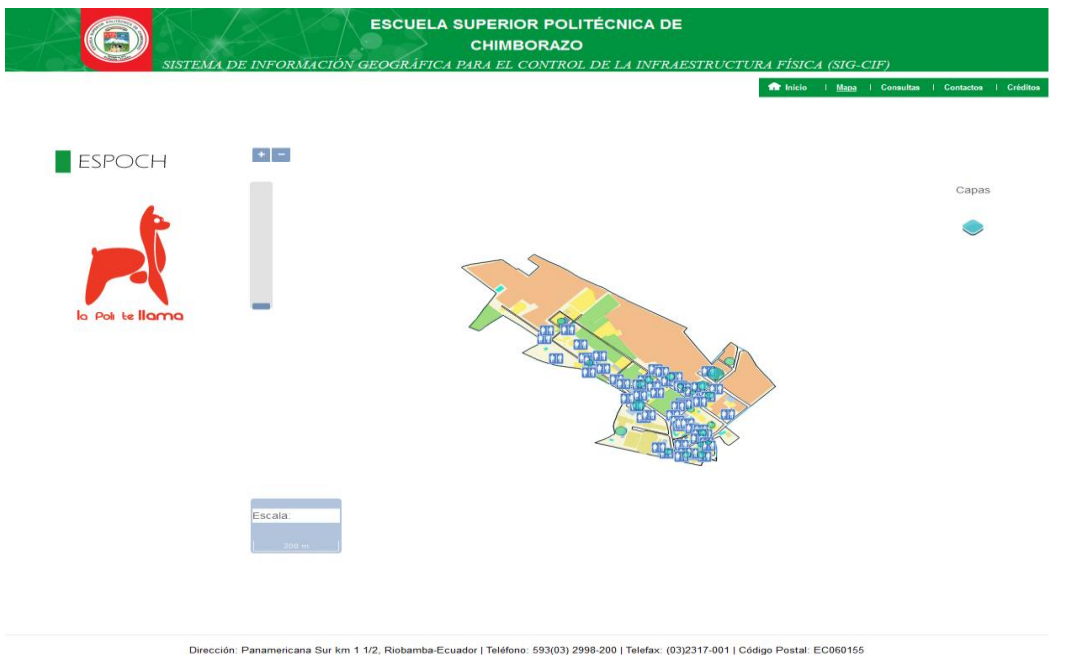 ESCUELA SUPERIOR POLITÉCNICA DE
CHIMBORAZO
SISTEMA DE INFORMACIÓN GEOGRÁFICA PARA EL CONTROL DE LA INFRAESTRUCTURA FÍSICA (SIG-CIF)
Inicio | Mapa | Consultas | Contactos | Créditos
ESPOCH
+ −
Capas
la Poli te llama
Escala:
200 m
Dirección: Panamericana Sur km 1 1/2, Riobamba-Ecuador | Teléfono: 593(03) 2998-200 | Telefax: (03)2317-001 | Código Postal: EC060155